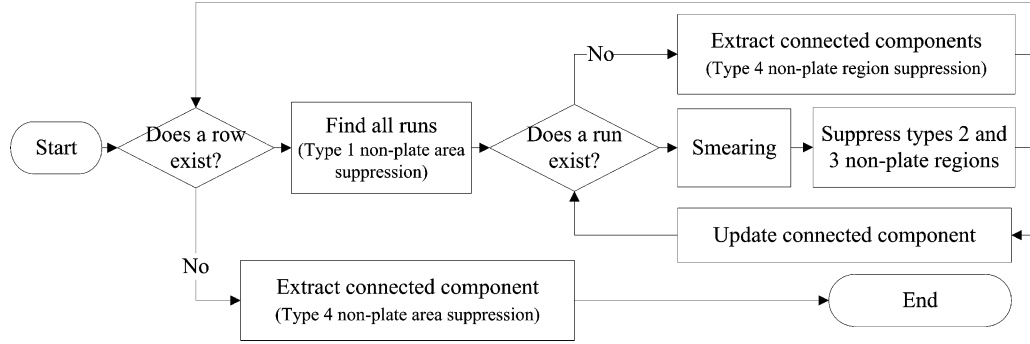 No
Extract connected components
(Type 4 non-plate region suppression)
Start
Does a row
exist?
Find all runs
(Type 1 non-plate area
suppression)
Does a run
exist?
Smearing
Suppress types 2 and
3 non-plate regions
Update connected component
No
Extract connected component
(Type 4 non-plate area suppression)
End